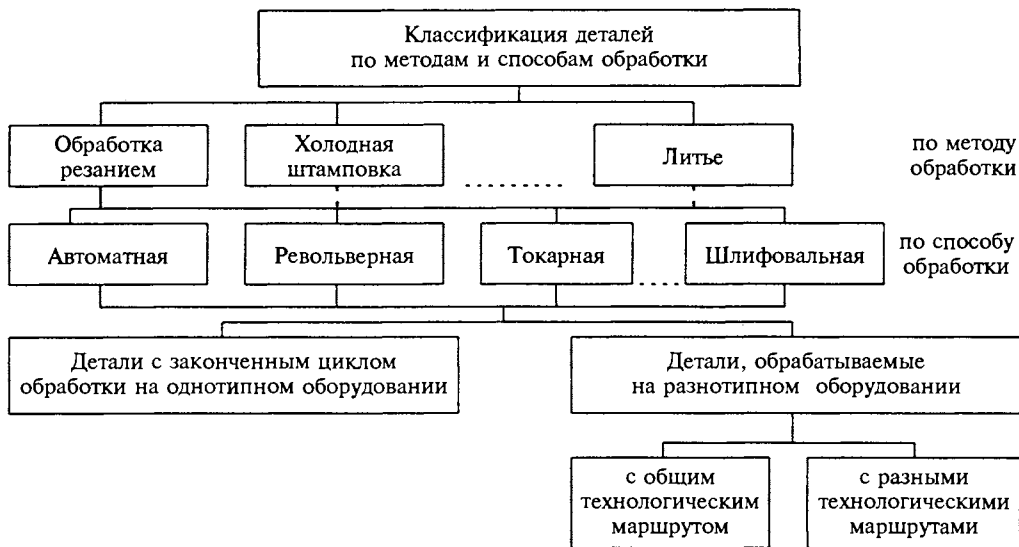 Классификация деталей
по методам и способам обработки
Обработка
резанием
Холодная
штамповка
Литье
по методу
обработки
Автоматная
Револьверная
Токарная
Шлифовальная
по способу
обработки
Детали с законченным циклом
обработки на однотипном оборудовании
Детали, обрабатываемые
на разнотипном оборудовании
с общим
технологическим
маршрутом
с разными
технологическими
маршрутами